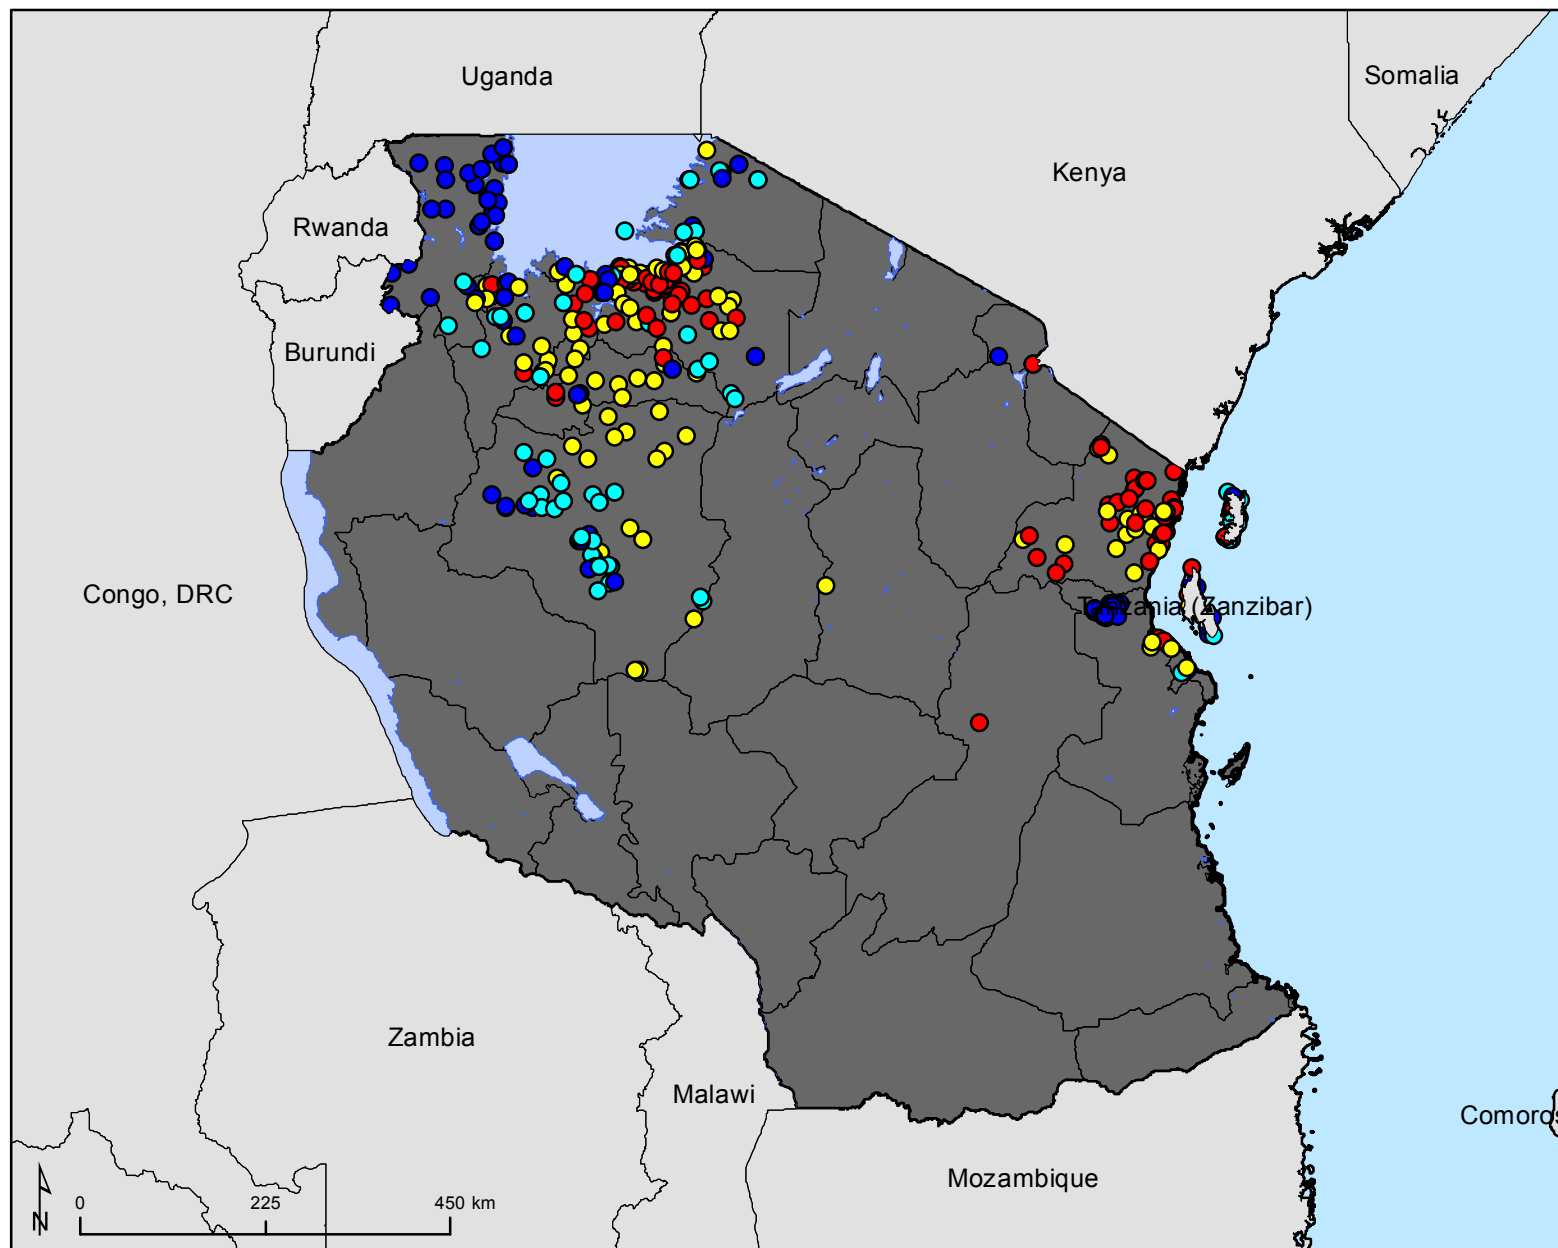 Uganda
Somalia
Kenya
Rwanda
Burundi
Congo, DRC
Tanzania (Zanzibar)
Zambia
Malawi
Comoros
Mozambique
N
0 225 450 km